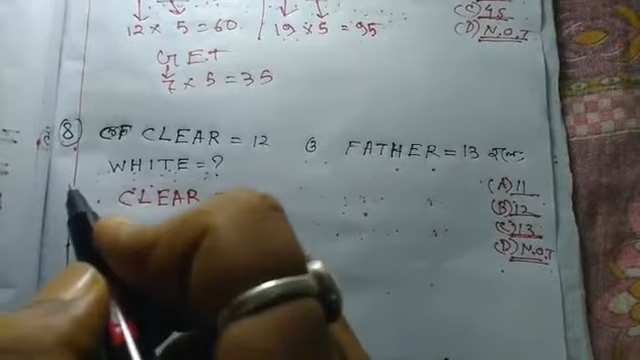 12 × 5 = 60
19 × 5 = 95
(C) 45
(D) N.O.T
GET
7 × 5 = 35
(8) CLEAR = 12 ও FATHER = 13 হলে
WHITE = ?
(A) 11
(B) 12
(C) 13
(D) N.O.T
CLEAR =